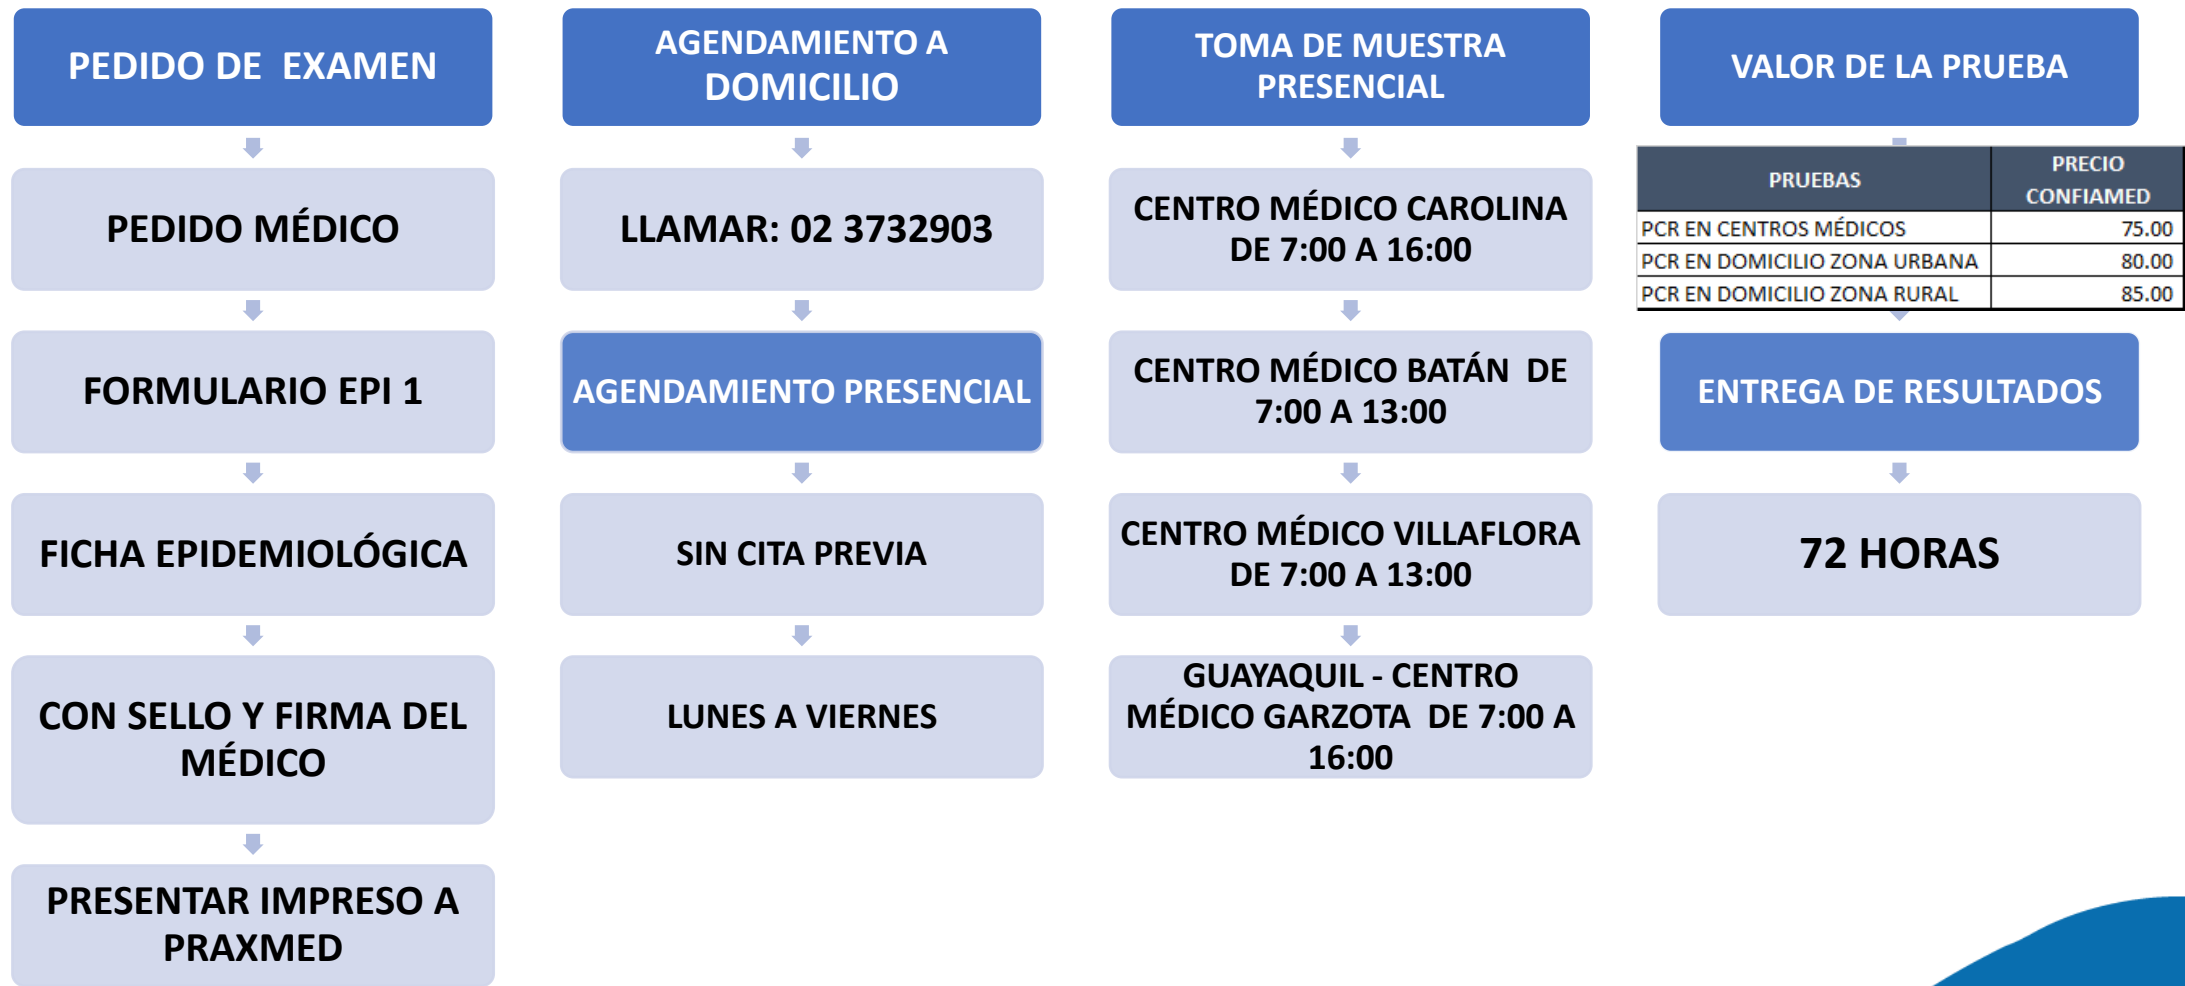 PEDIDO DE EXAMEN
PEDIDO MÉDICO
FORMULARIO EPI 1
FICHA EPIDEMIOLÓGICA
CON SELLO Y FIRMA DEL
MÉDICO
PRESENTAR IMPRESO A
PRAXMED
AGENDAMIENTO A
DOMICILIO
LLAMAR: 02 3732903
AGENDAMIENTO PRESENCIAL
SIN CITA PREVIA
LUNES A VIERNES
TOMA DE MUESTRA
PRESENCIAL
CENTRO MÉDICO CAROLINA
DE 7:00 A 16:00
CENTRO MÉDICO BATÁN DE
7:00 A 13:00
CENTRO MÉDICO VILLAFLORA
DE 7:00 A 13:00
GUAYAQUIL - CENTRO
MÉDICO GARZOTA DE 7:00 A
16:00
VALOR DE LA PRUEBA
PRUEBAS
PRECIO
CONFIAMED
PCR EN CENTROS MÉDICOS 75.00
PCR EN DOMICILIO ZONA URBANA 80.00
PCR EN DOMICILIO ZONA RURAL 85.00
ENTREGA DE RESULTADOS
72 HORAS